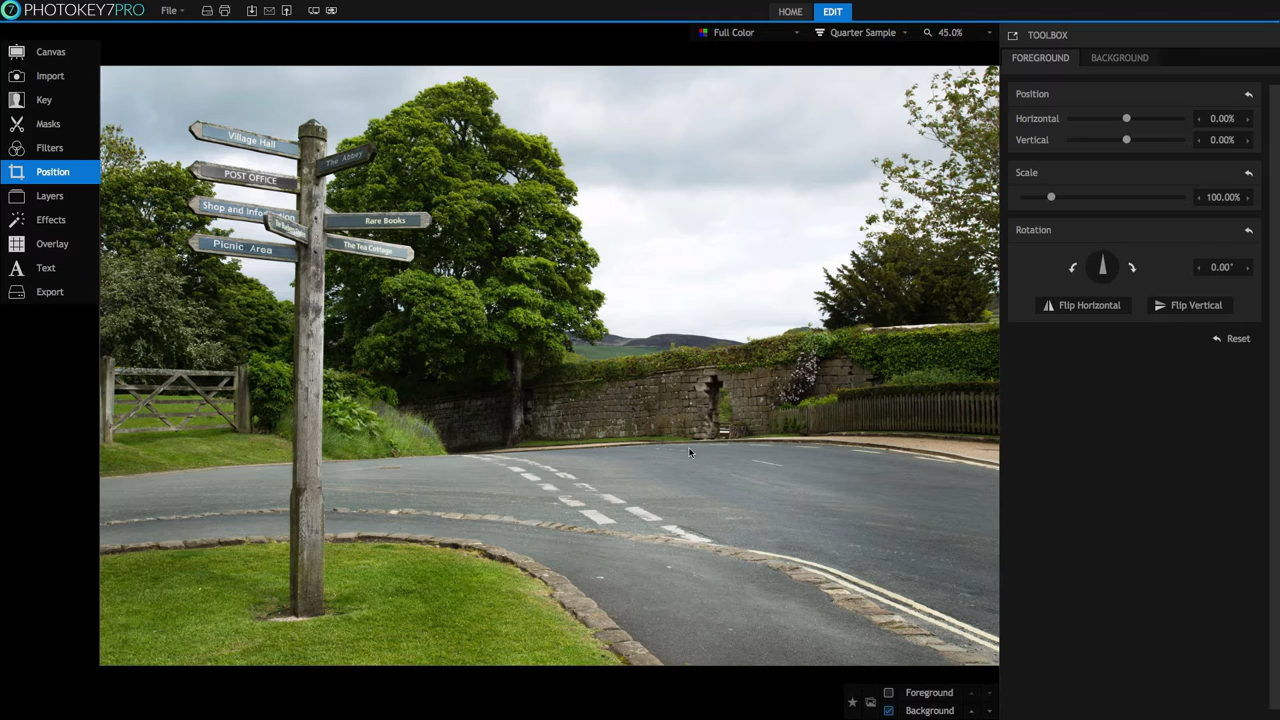 7 PHOTOKEY7PRO File HOME EDIT
Full Color Quarter Sample 45.0%
TOOLBOX
FOREGROUND BACKGROUND
Canvas
Import
Key
Masks
Filters
Position
Layers
Effects
Overlay
Text
Export
Village Hall
The Abbey
POST OFFICE
Shop and Information
Rare Books
Picnic Area
The Tea Cottage
Position
Horizontal 0.00%
Vertical 0.00%
Scale
100.00%
Rotation
0.00°
Flip Horizontal Flip Vertical
Reset
Foreground
Background